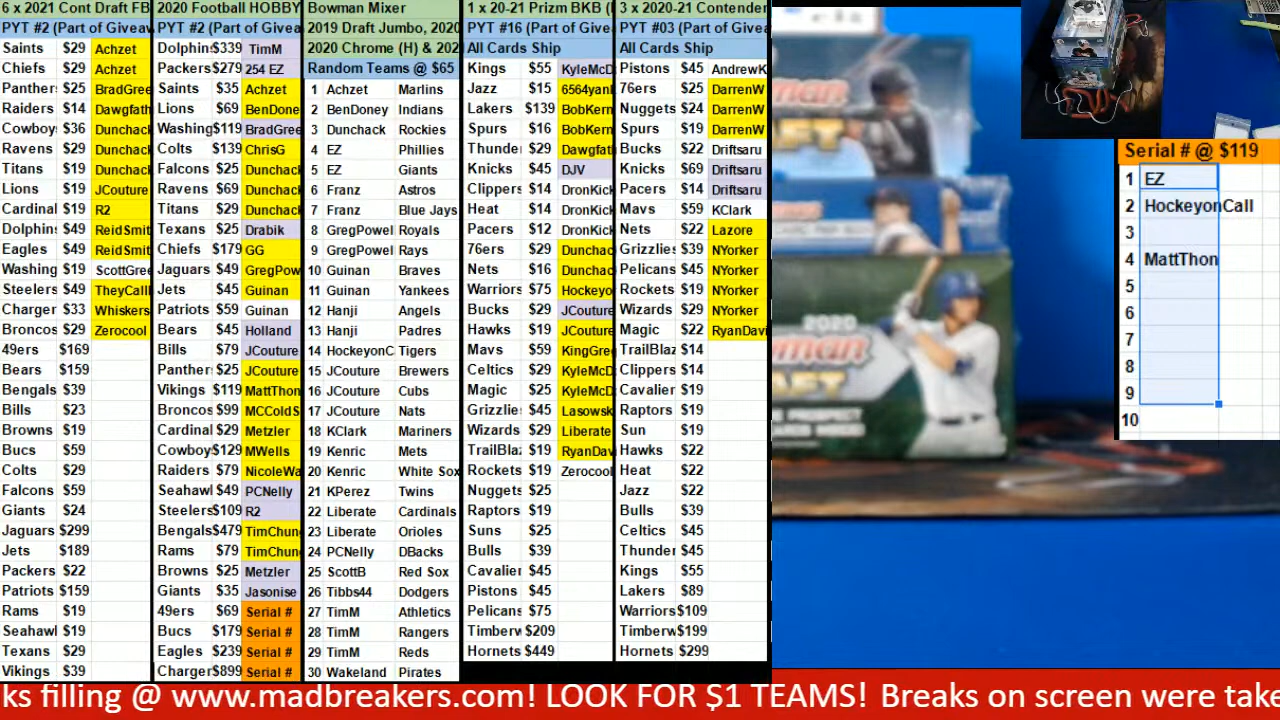 6 x 2021 Cont Draft FB
PYT #2 (Part of Giveaw
Saints $29 Achzet
Chiefs $29 Achzet
Panthers $25 BradGree
Raiders $14 Dawgfath
Cowboys $36 Dunchack
Ravens $29 Dunchack
Titans $19 Dunchack
Lions $19 JCouture
Cardinal $19 R2
Dolphin $49 ReidSmit
Eagles $49 ReidSmit
Washing $19 ScottGree
Steelers $49 TheyCalll
Charger $33 Whiskers
Broncos $29 Zerocool
49ers $169
Bears $159
Bengals $39
Bills $23
Browns $19
Bucs $59
Colts $29
Falcons $59
Giants $24
Jaguars $299
Jets $189
Packers $22
Patriots $159
Rams $19
Seahawl $19
Texans $29
Vikings $39
2020 Football HOBBY
PYT #2 (Part of Givea
Dolphin $339 TimM
Packers $279 254 EZ
Saints $35 Achzet
Lions $69 BenDone
Washing $119 BradGree
Colts $139 ChrisG
Falcons $25 Dunchack
Ravens $69 Dunchack
Titans $29 Dunchack
Texans $25 Drabik
Chiefs $179 GG
Jaguars $49 GregPow
Jets $45 Guinan
Patriots $59 Guinan
Bears $45 Holland
Bills $79 JCouture
Panther $25 JCouture
Vikings $119 MattThon
Broncos $99 MCColdS
Cardinal $29 Metzler
Cowboy $129 MWells
Raiders $79 NicoleWa
Seahawl $49 PCNelly
Steelers $109 R2
Bengals $479 TimChun
Rams $79 TimChun
Browns $25 Metzler
Giants $35 Jasonise
49ers $69 Serial #
Bucs $179 Serial #
Eagles $239 Serial #
Charger $899 Serial #
Bowman Mixer
2019 Draft Jumbo, 2020
2020 Chrome (H) & 202
Random Teams @ $65
1 Achzet Marlins
2 BenDoney Indians
3 Dunchack Rockies
4 EZ Phillies
5 EZ Giants
6 Franz Astros
7 Franz Blue Jays
8 GregPowel Royals
9 GregPowel Rays
10 Guinan Braves
11 Guinan Yankees
12 Hanji Angels
13 Hanji Padres
14 HockeyonC Tigers
15 JCouture Brewers
16 JCouture Cubs
17 JCouture Nats
18 KClark Mariners
19 Kenric Mets
20 Kenric White Sox
21 KPerez Twins
22 Liberate Cardinals
23 Liberate Orioles
24 PCNelly DBacks
25 ScottB Red Sox
26 Tibbs44 Dodgers
27 TimM Athletics
28 TimM Rangers
29 TimM Reds
30 Wakeland Pirates
1 x 20-21 Prizm BKB (
PYT #16 (Part of Givea
All Cards Ship
Kings $55 KyleMcD
Jazz $15 6564yan
Lakers $139 BobKern
Spurs $16 BobKern
Thunde $29 Dawgfath
Knicks $45 DJV
Clippers $14 DronKick
Heat $14 DronKick
Pacers $12 DronKick
76ers $29 Dunchac
Nets $16 Dunchac
Warriors $75 Hockeyo
Bucks $29 JCouture
Hawks $19 JCouture
Mavs $59 KingGree
Celtics $29 KyleMcD
Magic $25 KyleMcD
Grizzlies $45 Lasowsk
Wizards $29 Liberate
TrailBla $19 RyanDav
Rockets $19 Zerocool
Nuggets $25
Raptors $19
Suns $25
Bulls $39
Cavalier $45
Pistons $45
Pelicans $75
Timberw $209
Hornets $449
3 x 2020-21 Contender
PYT #03 (Part of Givea
All Cards Ship
Pistons $45 AndrewK
76ers $25 DarrenW
Nuggets $24 DarrenW
Spurs $19 DarrenW
Bucks $22 Driftsaru
Knicks $69 Driftsaru
Pacers $14 Driftsaru
Mavs $59 KClark
Nets $22 Lazore
Grizzlies $39 NYorker
Pelicans $45 NYorker
Rockets $19 NYorker
Wizards $29 NYorker
Magic $22 RyanDavi
TrailBlaz $14
Clippers $14
Cavalier $19
Raptors $19
Sun $19
Hawks $22
Heat $22
Jazz $22
Bulls $39
Celtics $45
Thunder $45
Kings $55
Lakers $89
Warriors $109
Timberw $199
Hornets $299
2020
Serial # @ $119
1 EZ
2 HockeyonCall
3
4 MattThon
5
6
7
8
9
10
ks filling @ www.madbreakers.com! LOOK FOR $1 TEAMS! Breaks on screen were take